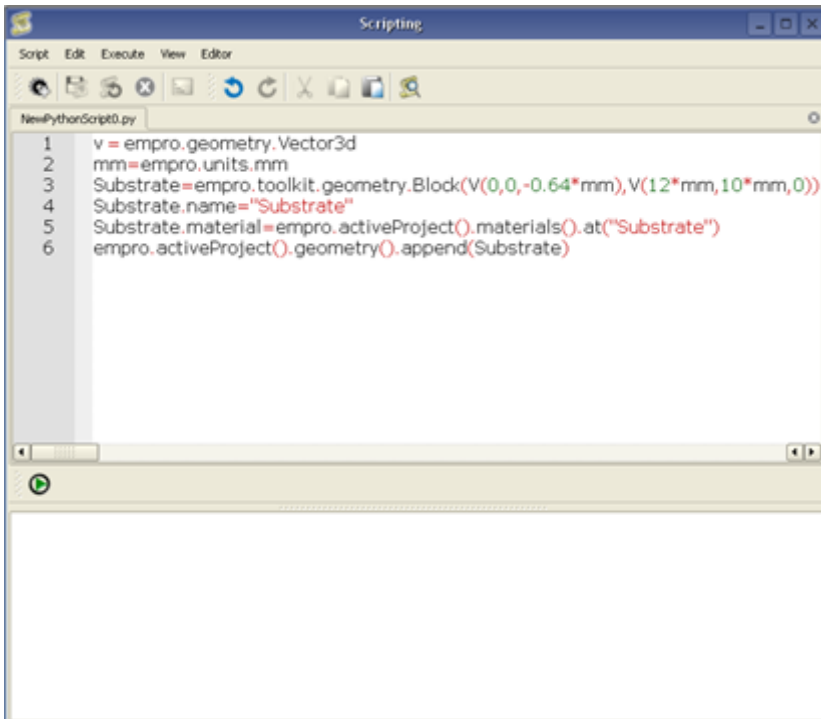 Scripting
Script Edit Execute View Editor
NewPythonScript0.py
1 v = empro.geometry.Vector3d
2 mm=empro.units.mm
3 Substrate=empro.toolkit.geometry.Block(V(0,0,-0.64*mm),V(12*mm,10*mm,0))
4 Substrate.name="Substrate"
5 Substrate.material=empro.activeProject().materials().at("Substrate")
6 empro.activeProject().geometry().append(Substrate)